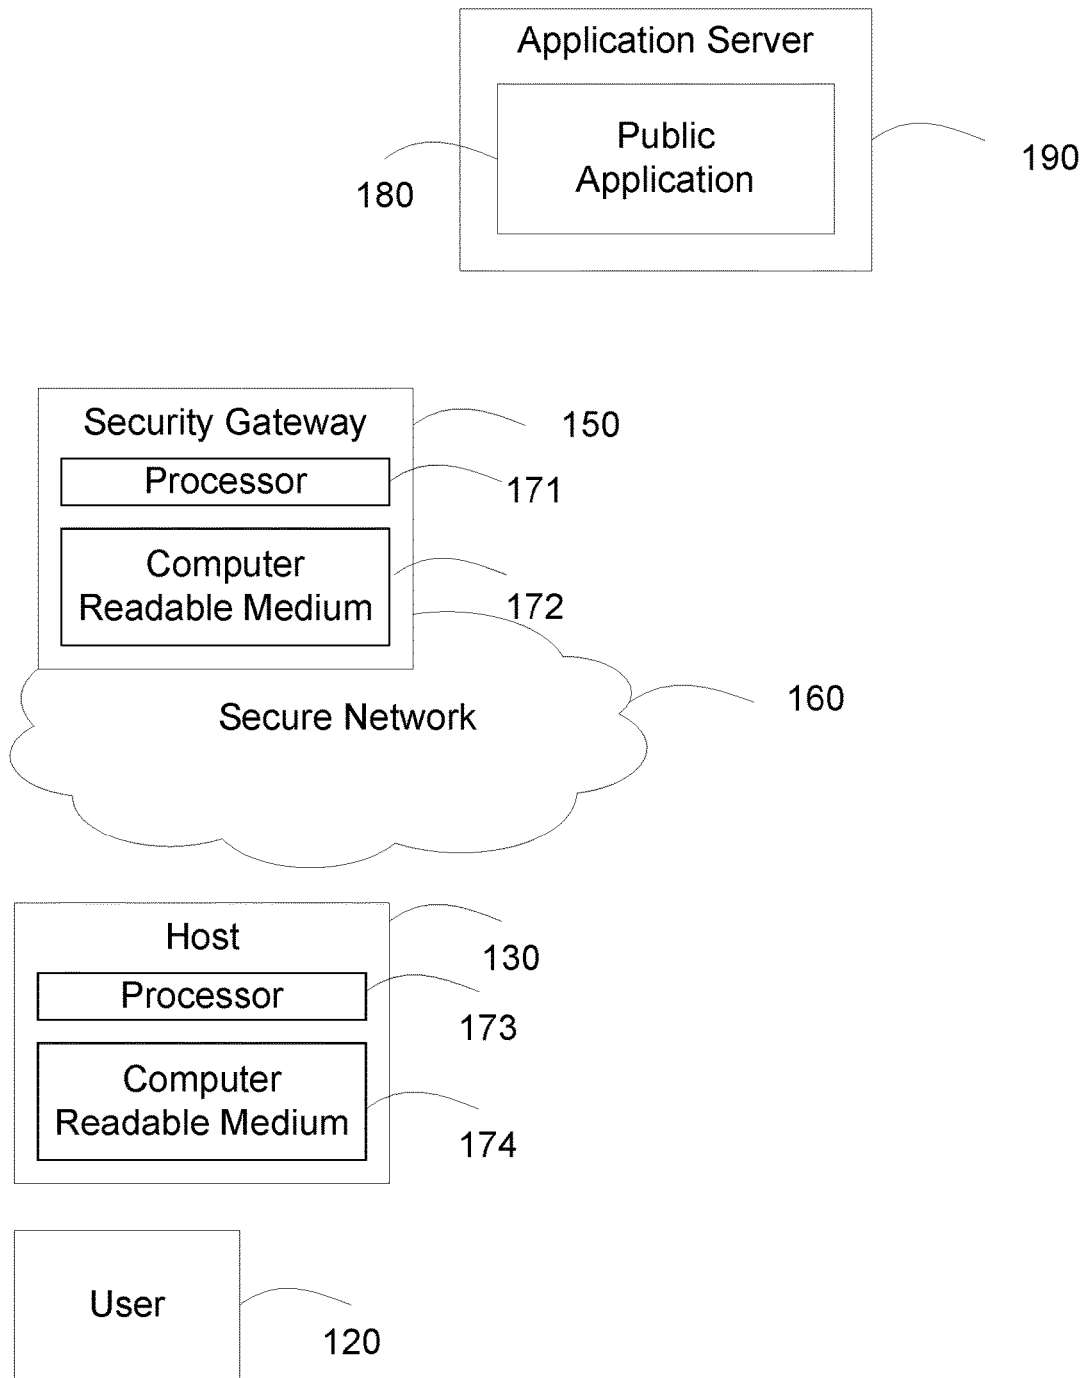 Application Server
Public
Application
180
190
Security Gateway
150
Processor
171
Computer
Readable Medium
172
Secure Network
160
Host
130
Processor
173
Computer
Readable Medium
174
User
120